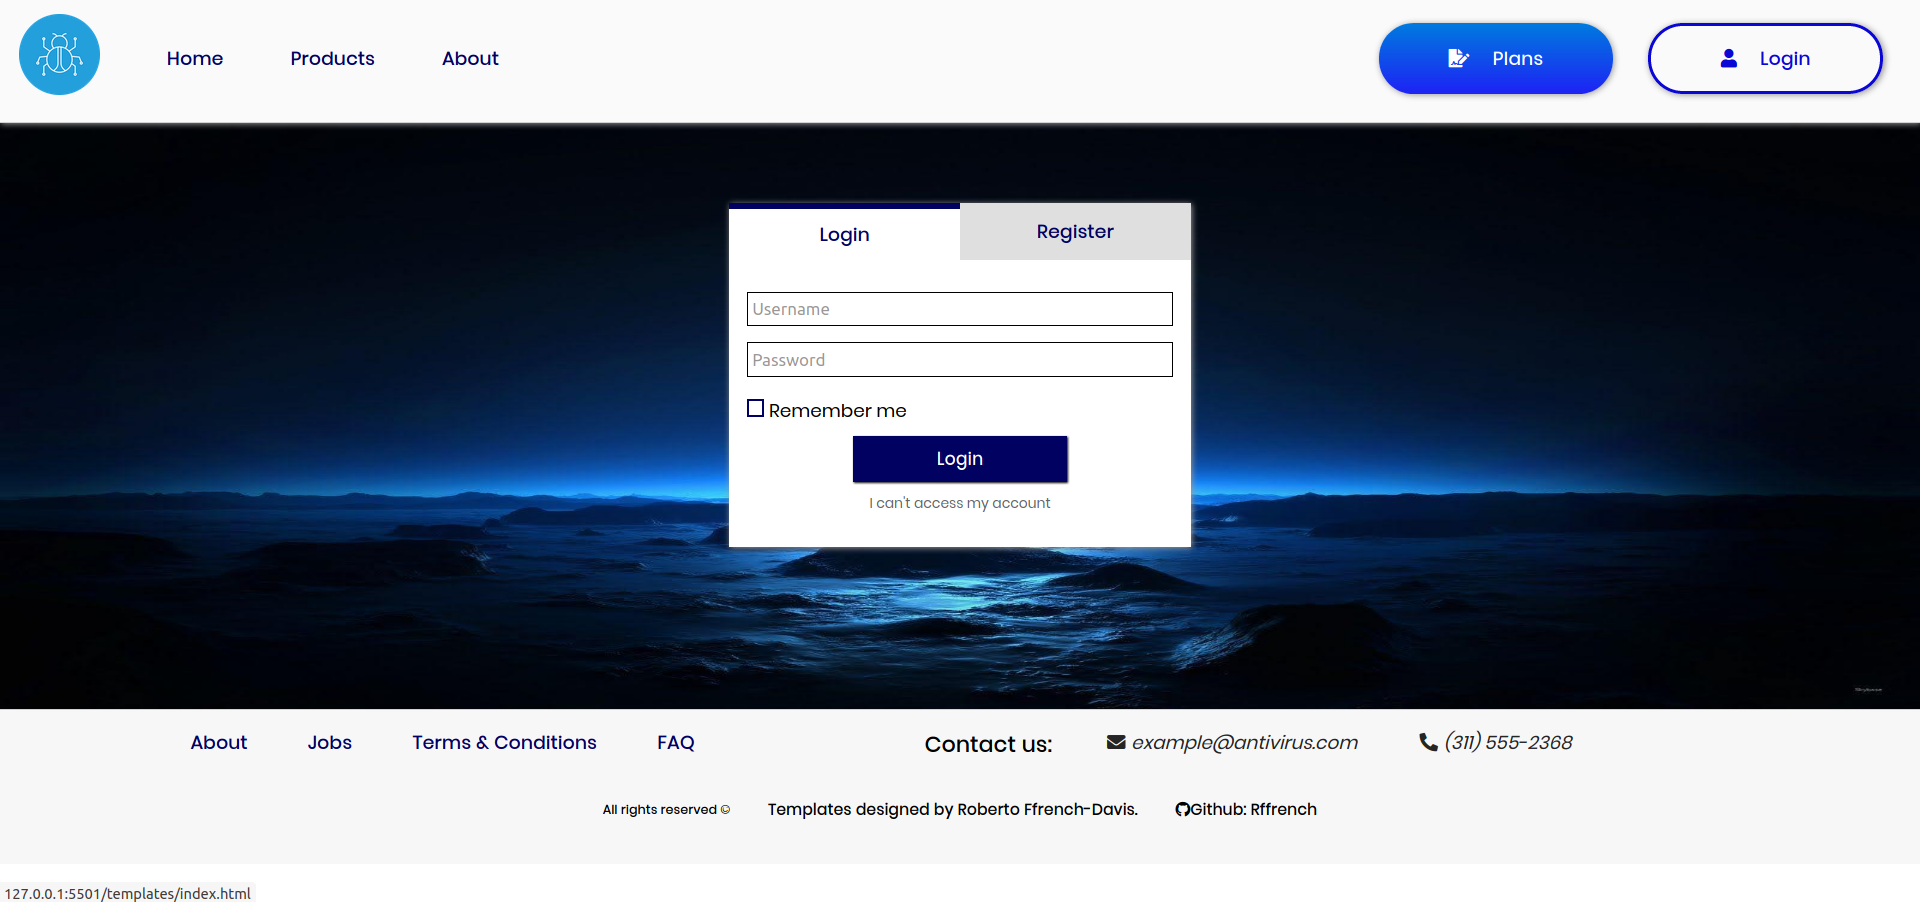 Home Products About Plans Login
Login Register
Username
Password
Remember me
Login
I can't access my account
About Jobs Terms & Conditions FAQ Contact us: example@antivirus.com (311) 555-2368
All rights reserved © Templates designed by Roberto Ffrench-Davis. Github: Rffrench
127.0.0.1:5501/templates/index.html